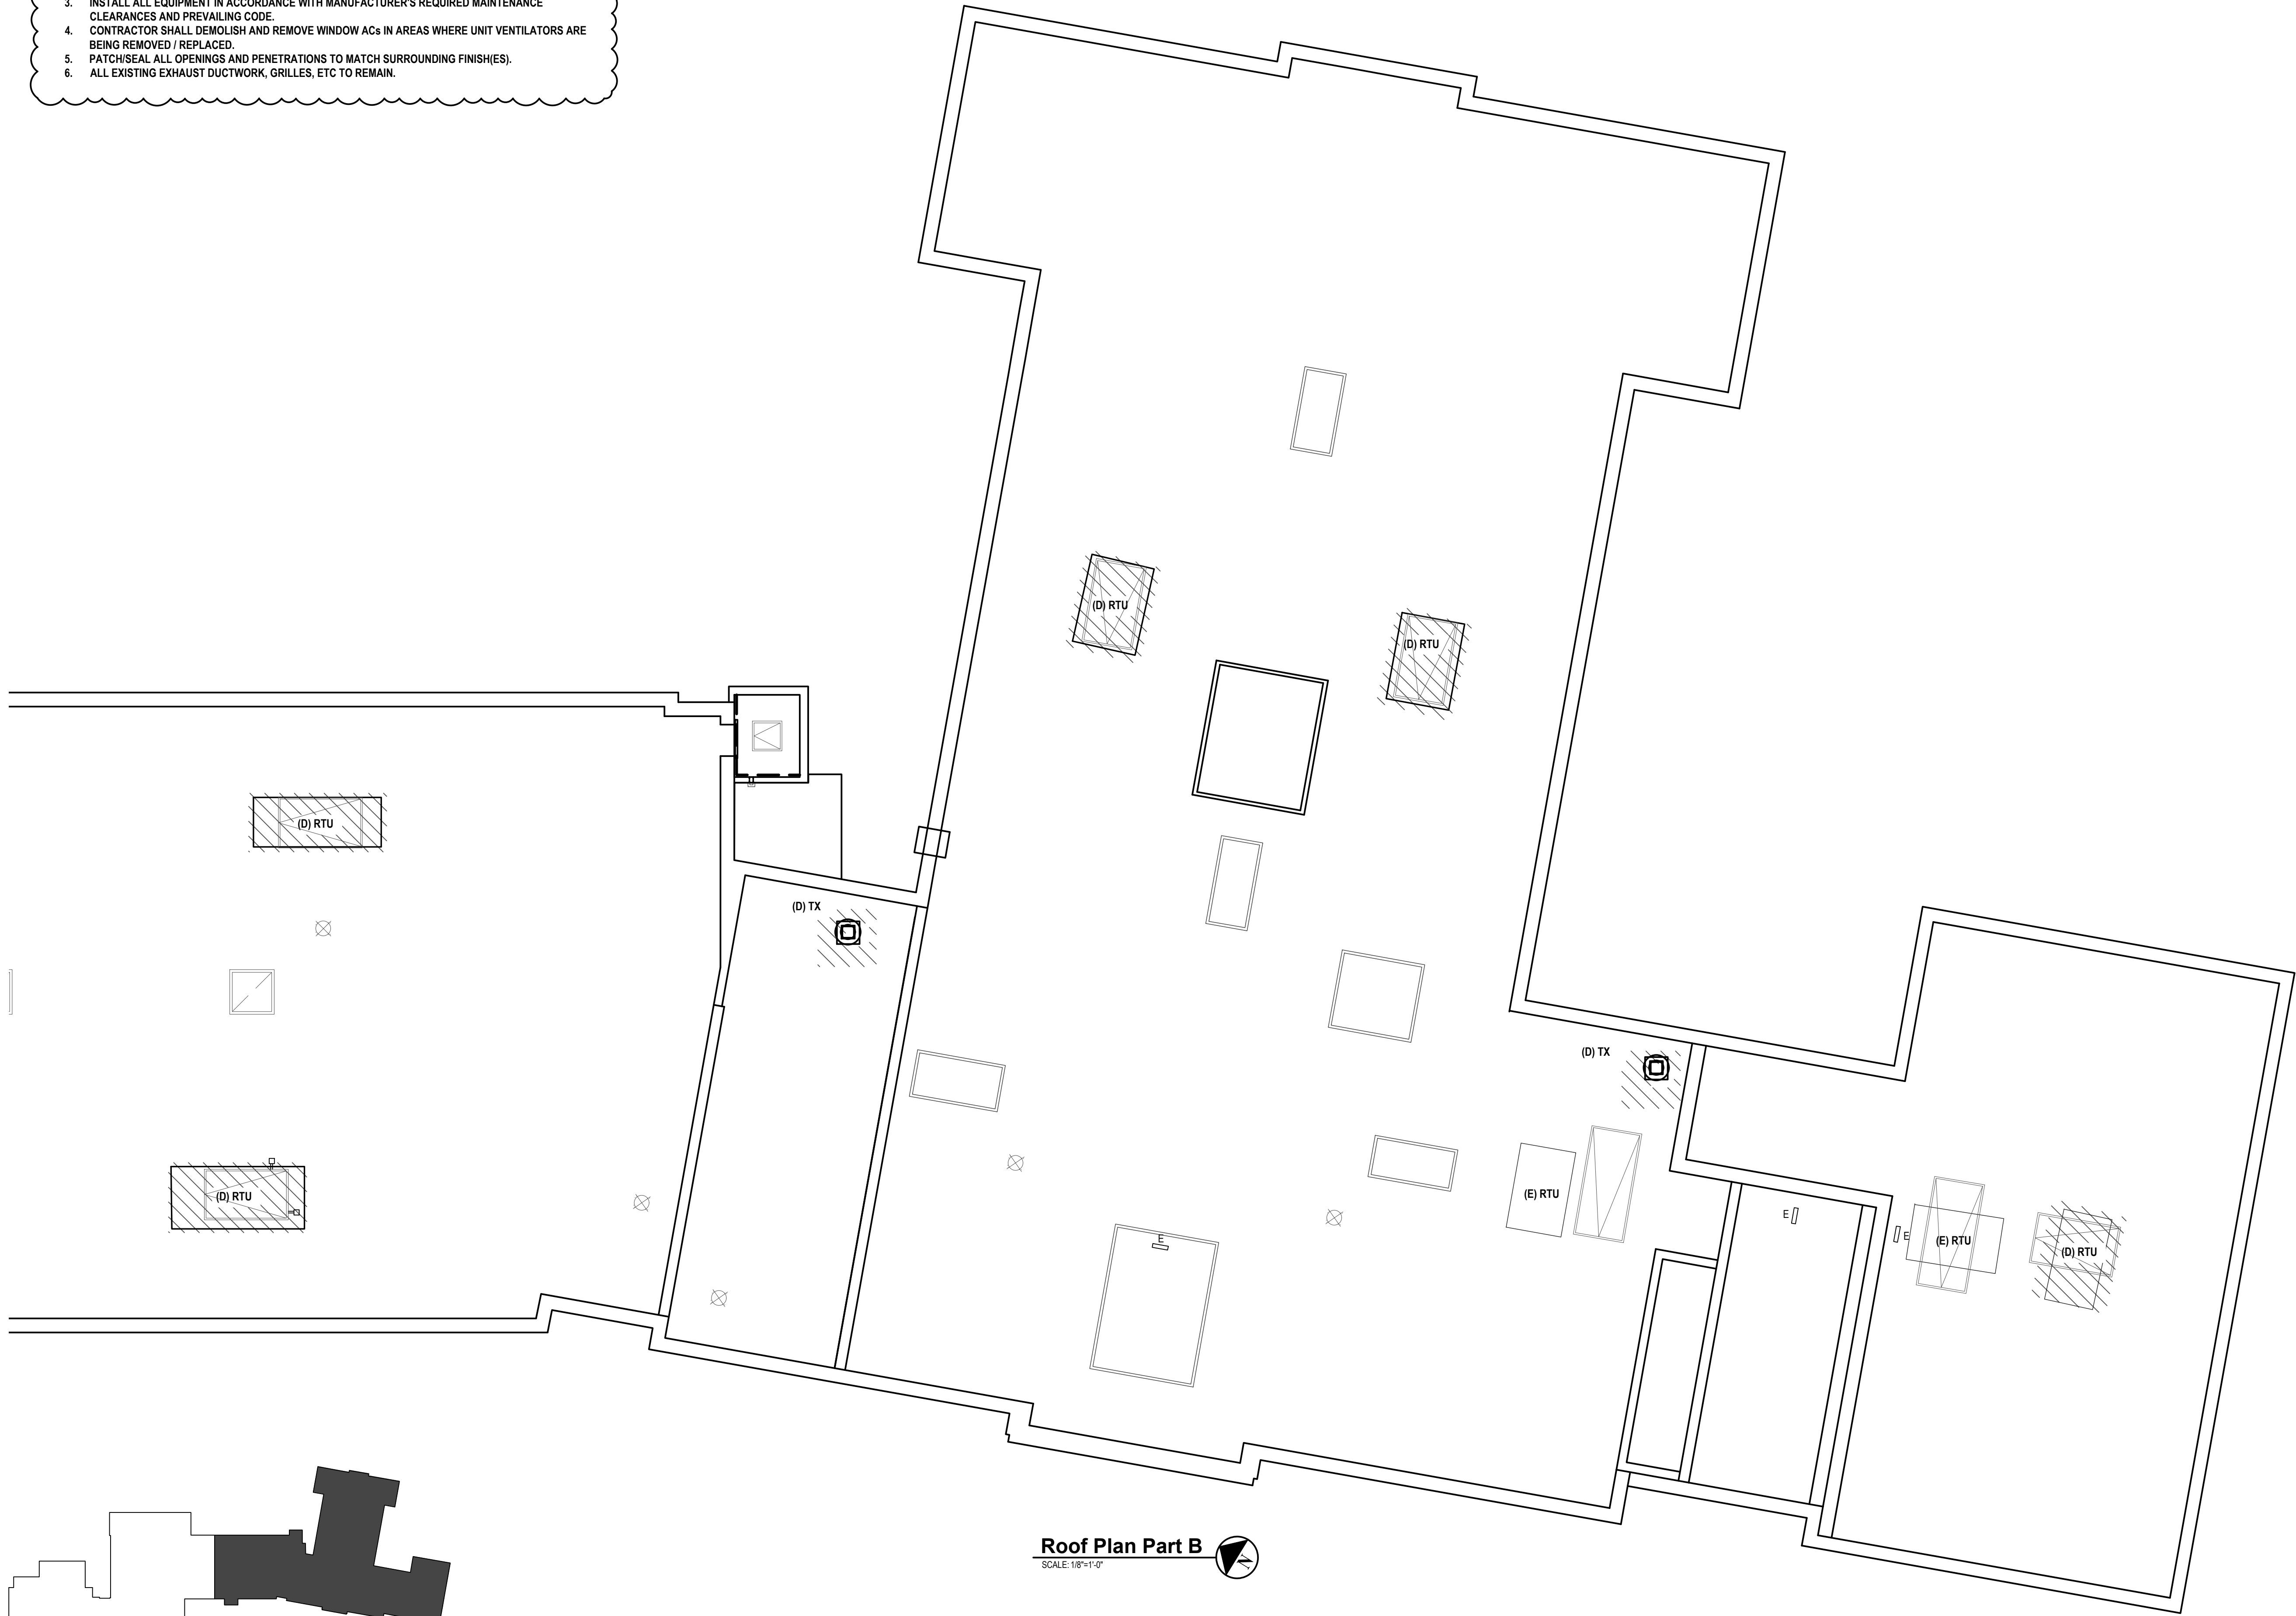 3. INSTALL ALL EQUIPMENT IN ACCORDANCE WITH MANUFACTURER'S REQUIRED MAINTENANCE
CLEARANCES AND PREVAILING CODE.
4. CONTRACTOR SHALL DEMOLISH AND REMOVE WINDOW ACs IN AREAS WHERE UNIT VENTILATORS ARE
BEING REMOVED / REPLACED.
5. PATCH/SEAL ALL OPENINGS AND PENETRATIONS TO MATCH SURROUNDING FINISH(ES).
6. ALL EXISTING EXHAUST DUCTWORK, GRILLES, ETC TO REMAIN.
(D) RTU
(D) RTU
(D) RTU
(D) TX
(D) TX
(D) RTU
(E) RTU
E
E
E
(E) RTU
(D) RTU
Roof Plan Part B
SCALE: 1/8"=1'-0"
N